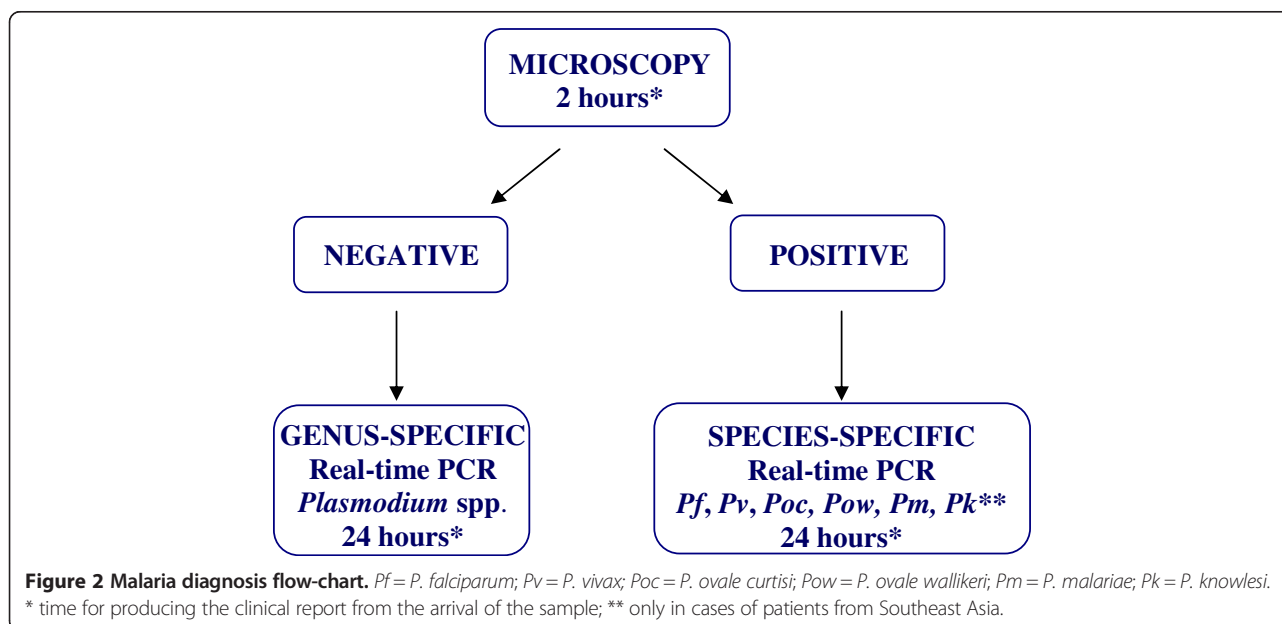 MICROSCOPY
2 hours*
NEGATIVE
POSITIVE
GENUS-SPECIFIC
Real-time PCR
Plasmodium spp.
24 hours*
SPECIES-SPECIFIC
Real-time PCR
Pf, Pv, Poc, Pow, Pm, Pk**
24 hours*
Figure 2 Malaria diagnosis flow-chart. Pf = P. falciparum; Pv = P. vivax; Poc = P. ovale curtisi; Pow = P. ovale wallikeri; Pm = P. malariae; Pk = P. knowlesi.
* time for producing the clinical report from the arrival of the sample; ** only in cases of patients from Southeast Asia.